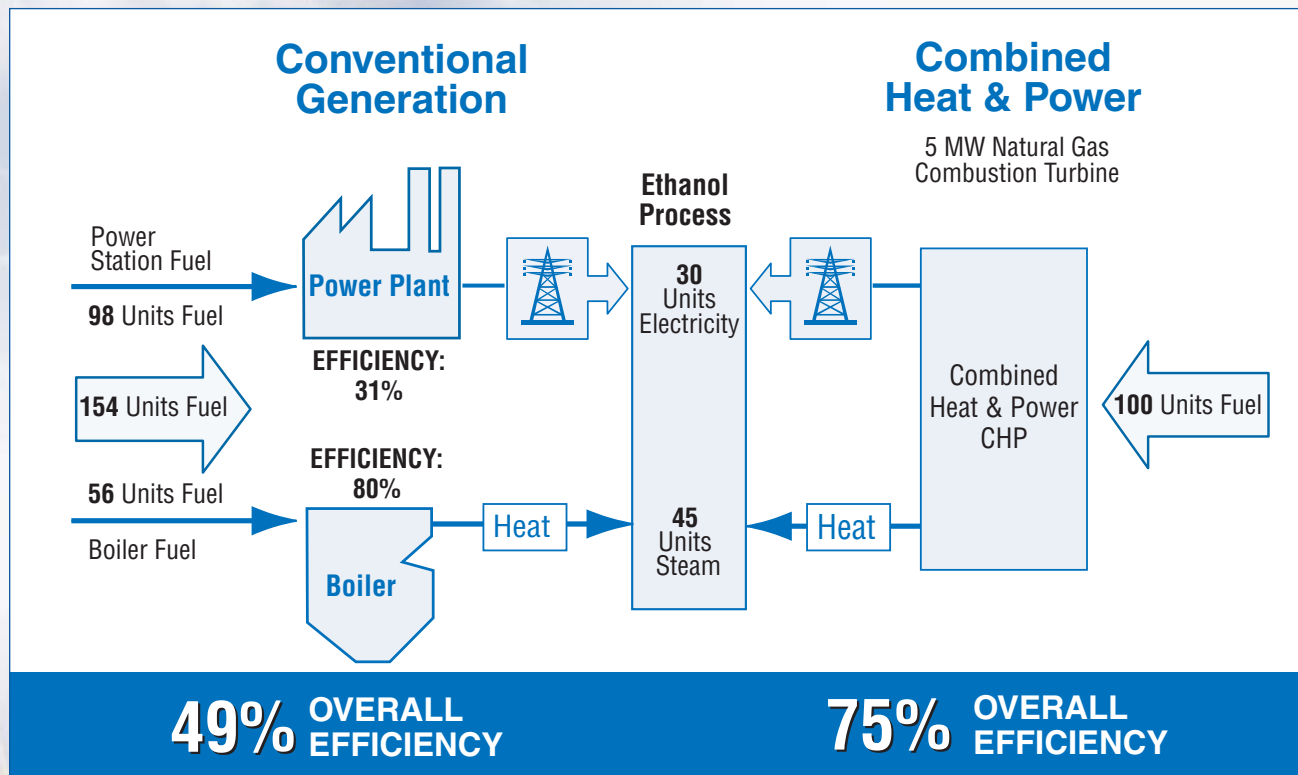 Conventional
Generation
Combined
Heat & Power
5 MW Natural Gas
Combustion Turbine
Ethanol
Process
Power
Station Fuel
98 Units Fuel
Power Plant
EFFICIENCY:
31%
30
Units
Electricity
154 Units Fuel
Combined
Heat & Power
CHP
100 Units Fuel
EFFICIENCY:
80%
56 Units Fuel
Boiler Fuel
Boiler
Heat
45
Units
Steam
Heat
49% OVERALL
EFFICIENCY
75% OVERALL
EFFICIENCY